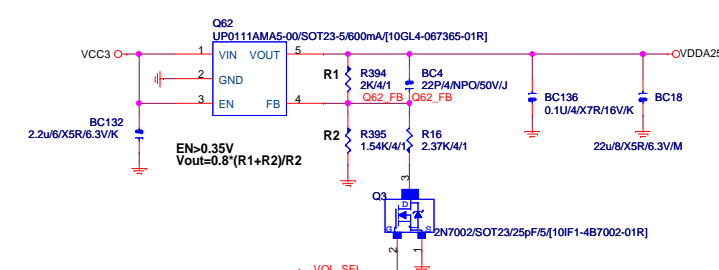 Q62
UP0111AMA5-00/SOT23-5/600mA/[10GL4-067365-01R]
VCC3 1 VIN VOUT 5 VDDA25
2 GND
3 EN FB 4
R1 R394
2K/4/1
BC4
22P/4/NPO/50V/J
Q62_FB Q62_FB
BC136
0.1U/4/X7R/16V/K
BC18
22u/8/X5R/6.3V/M
BC132
2.2u/6/X5R/6.3V/K
R2 R395
1.54K/4/1
R16
2.37K/4/1
EN>0.35V
Vout=0.8*(R1+R2)/R2
3
Q3
D
G S
2N7002/SOT23/25pF/5/[10IF1-4B7002-01R]
2 1
VOL_SEL